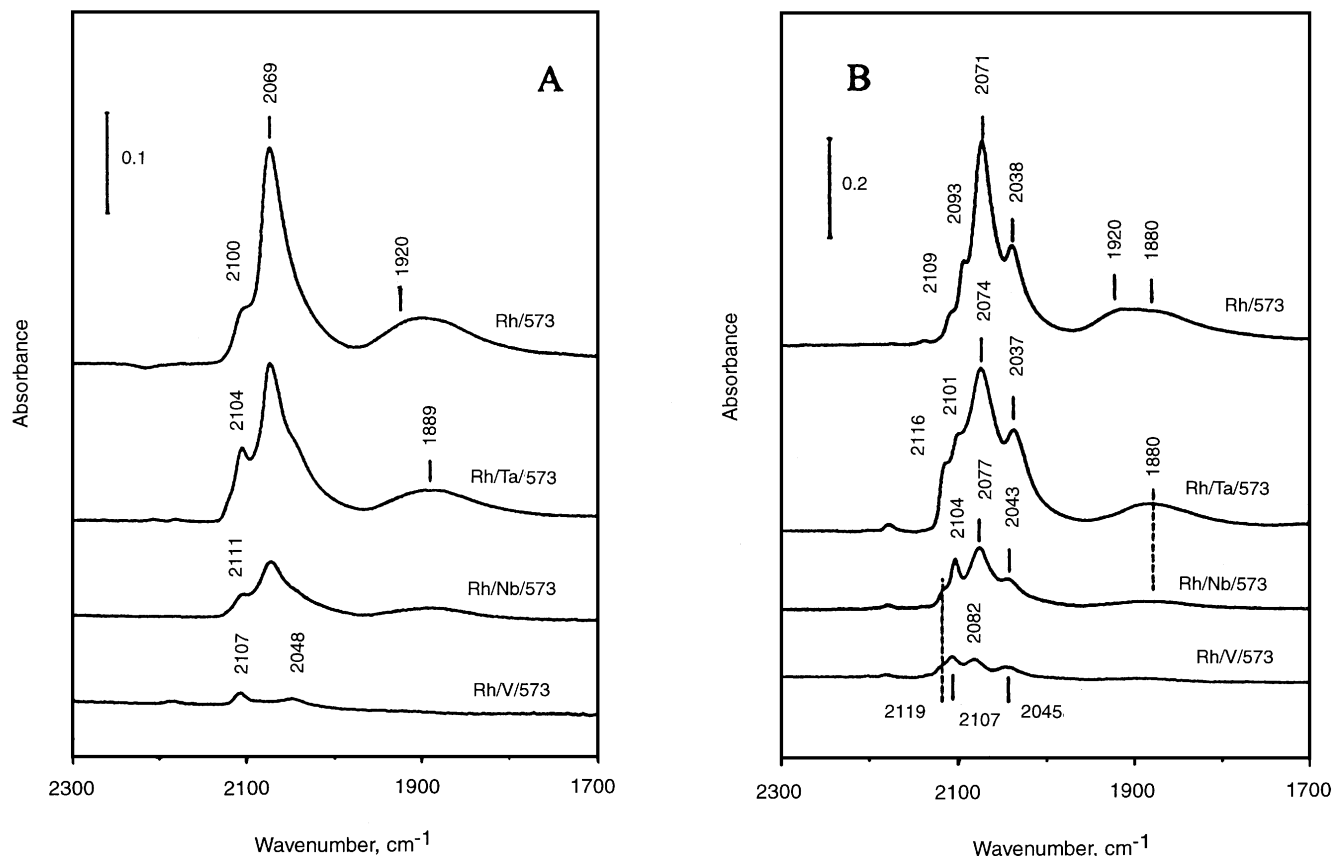 A
2069
0.1
2100
1920
Rh/573
2104
1889
Rh/Ta/573
2111
Rh/Nb/573
2107
2048
Rh/V/573
Absorbance
2300
2100
1900
1700
Wavenumber, cm-1
B
2071
0.2
2093
2038
2109
1920
1880
Rh/573
2074
2037
2101
2116
1880
Rh/Ta/573
2077
2043
2104
Rh/Nb/573
2082
Rh/V/573
2119
2107
2045
Absorbance
2300
2100
1900
1700
Wavenumber, cm-1